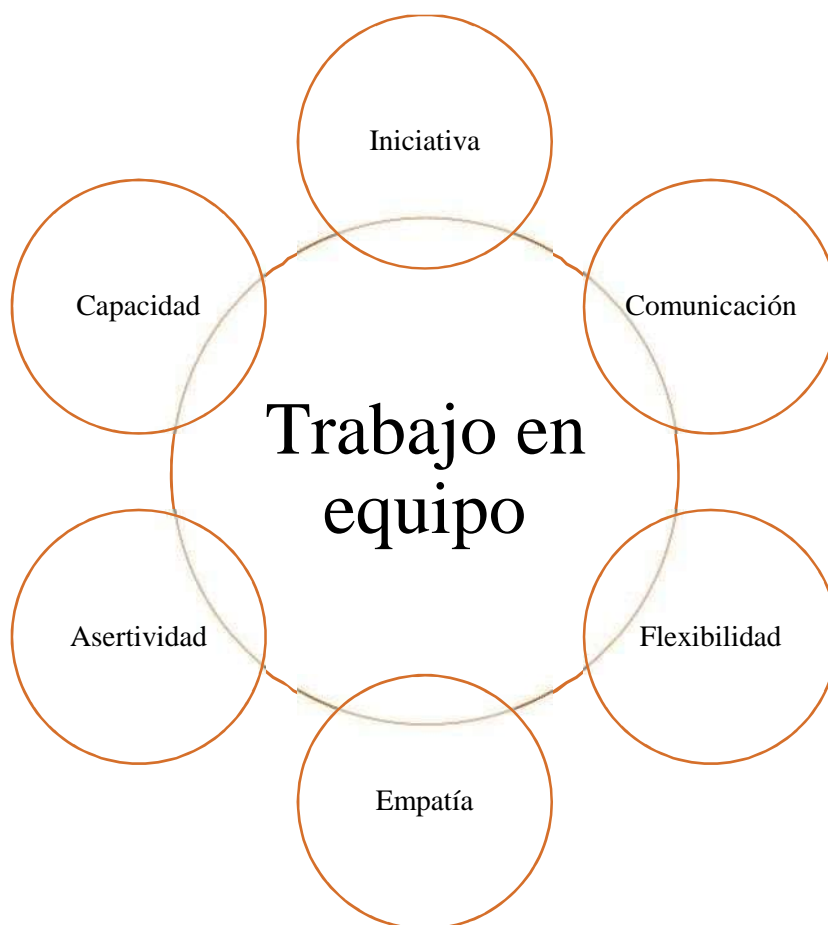 Iniciativa
Capacidad
Comunicación
Trabajo en
equipo
Asertividad
Flexibilidad
Empatía